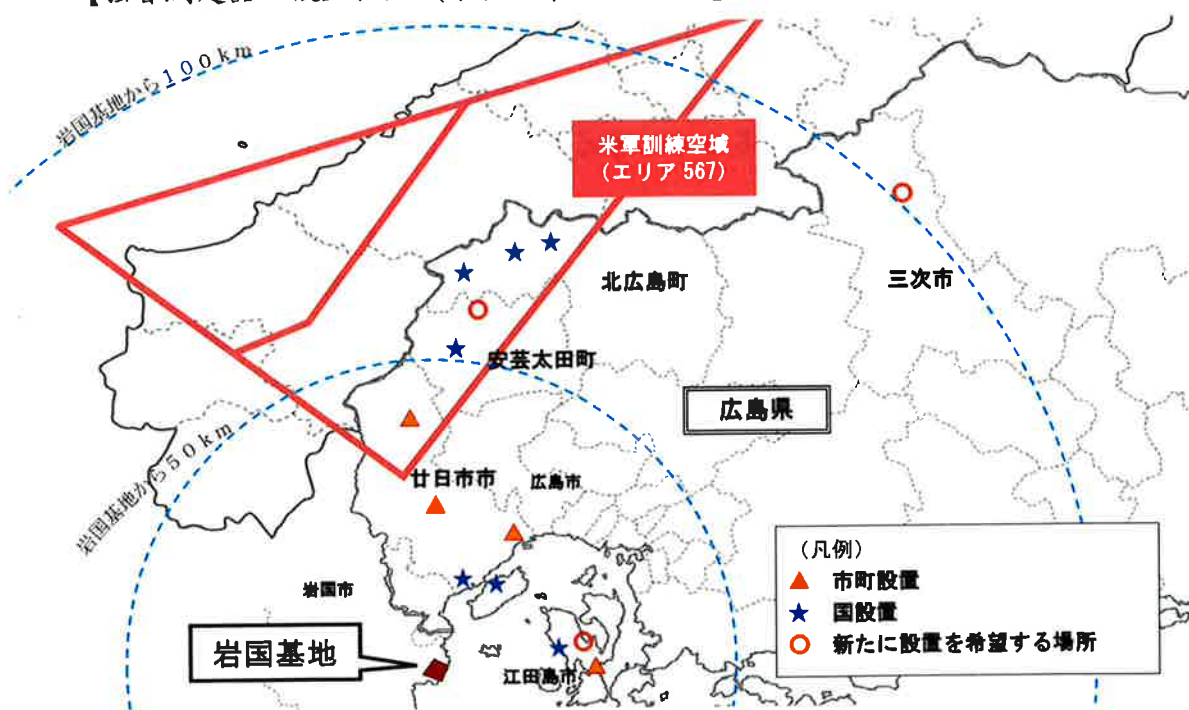 岩国基地から100km
米軍訓練空域
(エリア567)
北広島町
三次市
安芸太田町
広島県
岩国基地から50km
廿日市市
広島市
岩国市
岩国基地
江田島市
(凡例)
市町設置
国設置
新たに設置を希望する場所